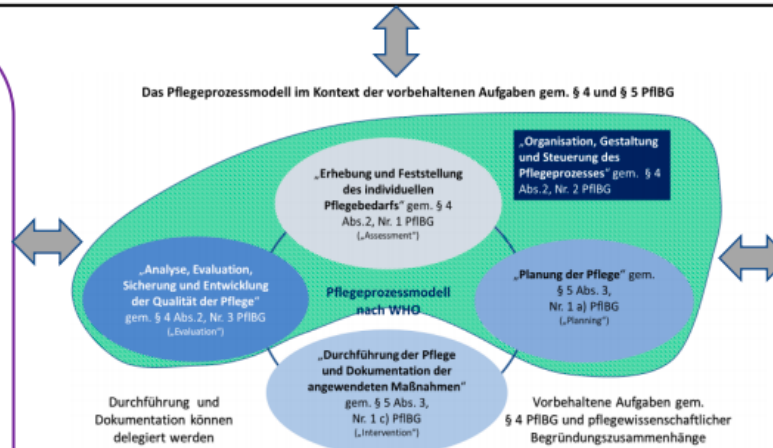 Das Pflegeprozessmodell im Kontext der vorbehaltenen Aufgaben gem. § 4 und § 5 PflBG
„Organisation, Gestaltung
und Steuerung des
Pflegeprozesses“ gem. § 4
Abs.2, Nr. 2 PflBG
„Erhebung und Feststellung
des individuellen
Pflegebedarfs“ gem. § 4
Abs.2, Nr. 1 PflBG
(„Assessment“)
„Analyse, Evaluation,
Sicherung und Entwicklung
der Qualität der Pflege“
gem. § 4 Abs.2, Nr. 3 PflBG
(„Evaluation“)
Pflegeprozessmodell
nach WHO
„Planung der Pflege“ gem.
§ 5 Abs. 3,
Nr. 1 a) PflBG
(„Planning“)
„Durchführung der Pflege
und Dokumentation der
angewendeten Maßnahmen“
gem. § 5 Abs. 3,
Nr. 1 c) PflBG
(„Intervention“)
Durchführung und
Dokumentation können
delegiert werden
Vorbehaltene Aufgaben gem.
§ 4 PflBG und pflegewissenschaftlicher
Begründungszusammenhänge